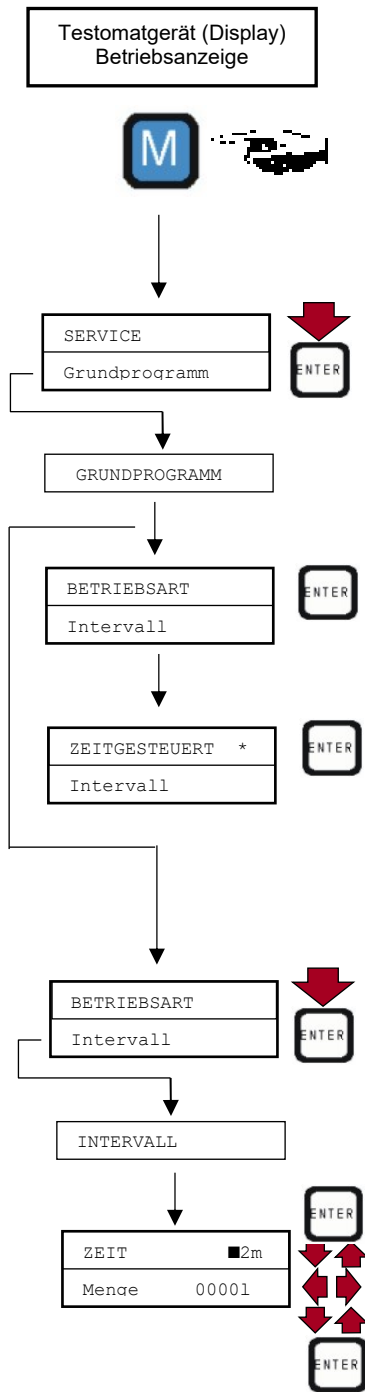 Testomatgerät (Display)
Betriebsanzeige
M
SERVICE
Grundprogramm
ENTER
GRUNDPROGRAMM
BETRIEBSART
Intervall
ENTER
ZEITGESTEUERT *
Intervall
ENTER
BETRIEBSART
Intervall
ENTER
INTERVALL
ENTER
ZEIT ■2m
Menge 00001
ENTER